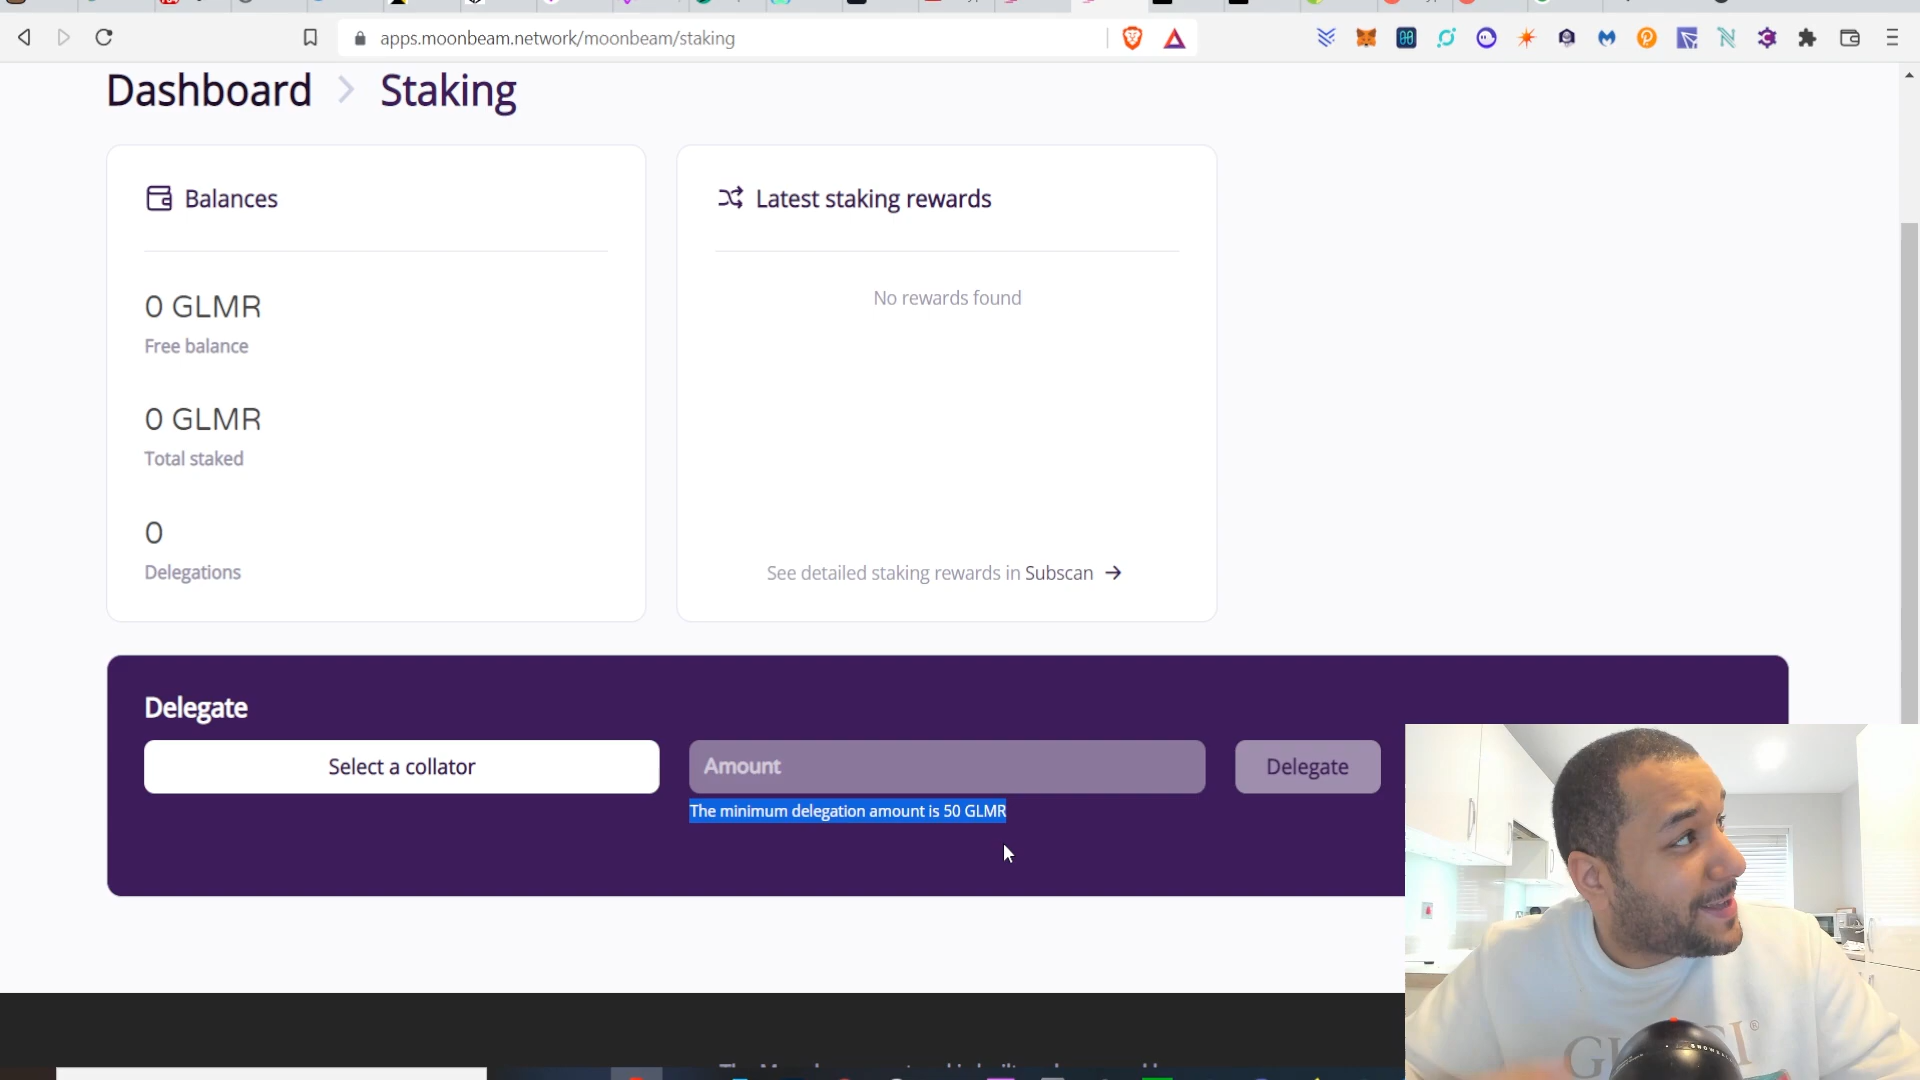 apps.moonbeam.network/moonbeam/staking
Dashboard > Staking
Balances
Latest staking rewards
0 GLMR
Free balance
No rewards found
0 GLMR
Total staked
0
Delegations
See detailed staking rewards in Subscan →
Delegate
Select a collator
Amount
Delegate
The minimum delegation amount is 50 GLMR